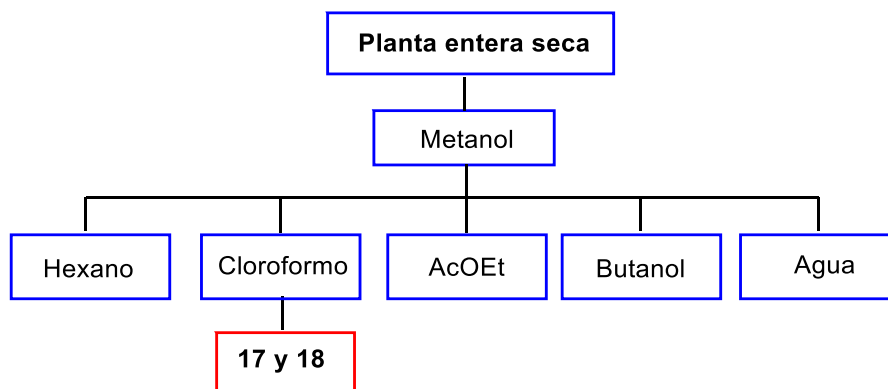 Planta entera seca
Metanol
Hexano
Cloroformo
AcOEt
Butanol
Agua
17 y 18